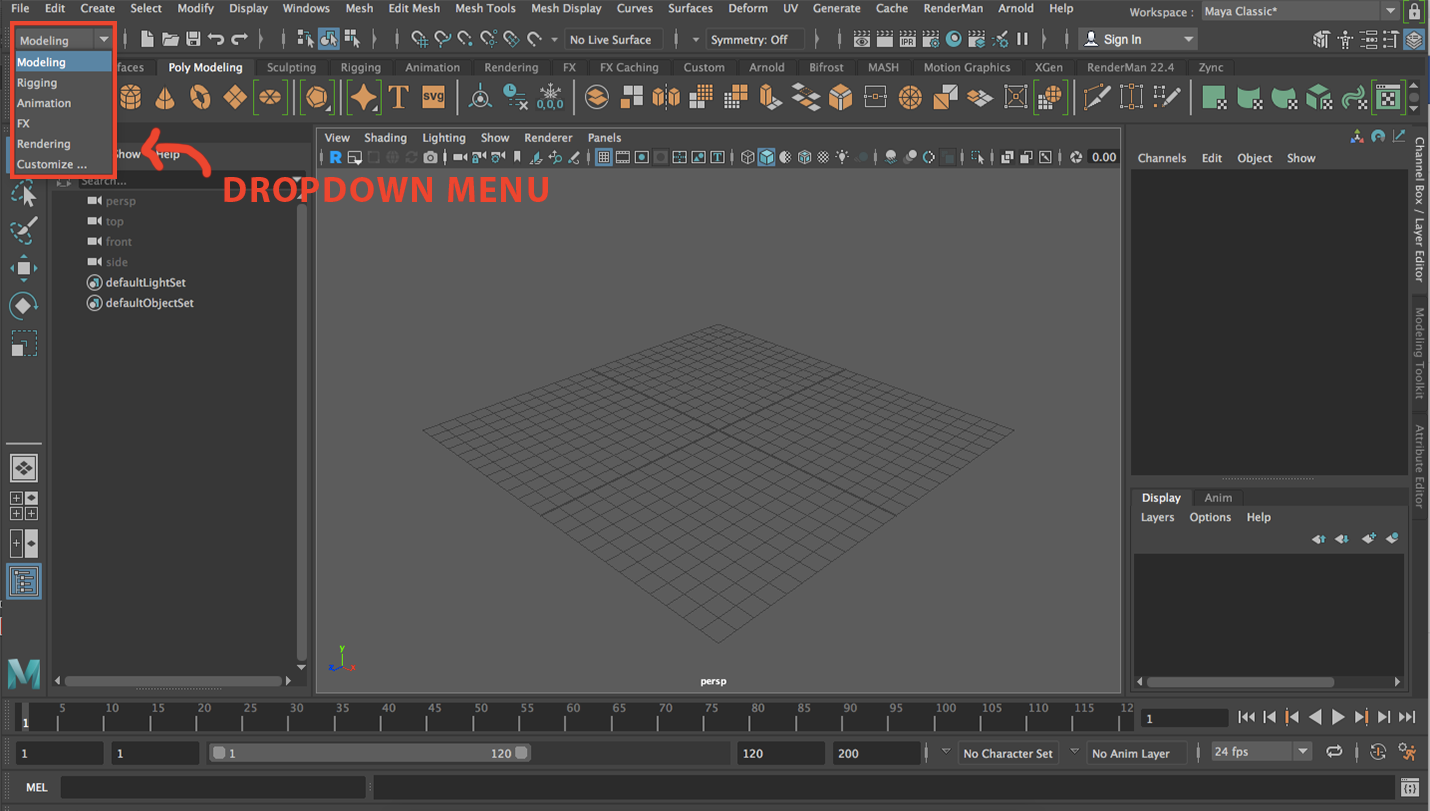 File Edit Create Select Modify Display Windows Mesh Edit Mesh Mesh Tools Mesh Display Curves Surfaces Deform UV Generate Cache RenderMan Arnold Help Workspace : Maya Classic*
Modeling No Live Surface Symmetry: Off Sign In
Modeling
Rigging
Animation
FX
Rendering
Customize ...
faces Poly Modeling Sculpting Rigging Animation Rendering FX FX Caching Custom Arnold Bifrost MASH Motion Graphics XGen RenderMan 22.4 Zync
T SVG 0,0,0
IPR
Show Help
DROPDOWN MENU
Search...
persp
top
front
side
defaultLightSet
defaultObjectSet
View Shading Lighting Show Renderer Panels
R 0.00
y
z x
persp
Channels Edit Object Show
Channel Box / Layer Editor
Modeling Toolkit
Attribute Editor
Display Anim
Layers Options Help
M
1 5 10 15 20 25 30 35 40 45 50 55 60 65 70 75 80 85 90 95 100 105 110 115 12
1
1 1 1 120 120 200 No Character Set No Anim Layer 24 fps
MEL